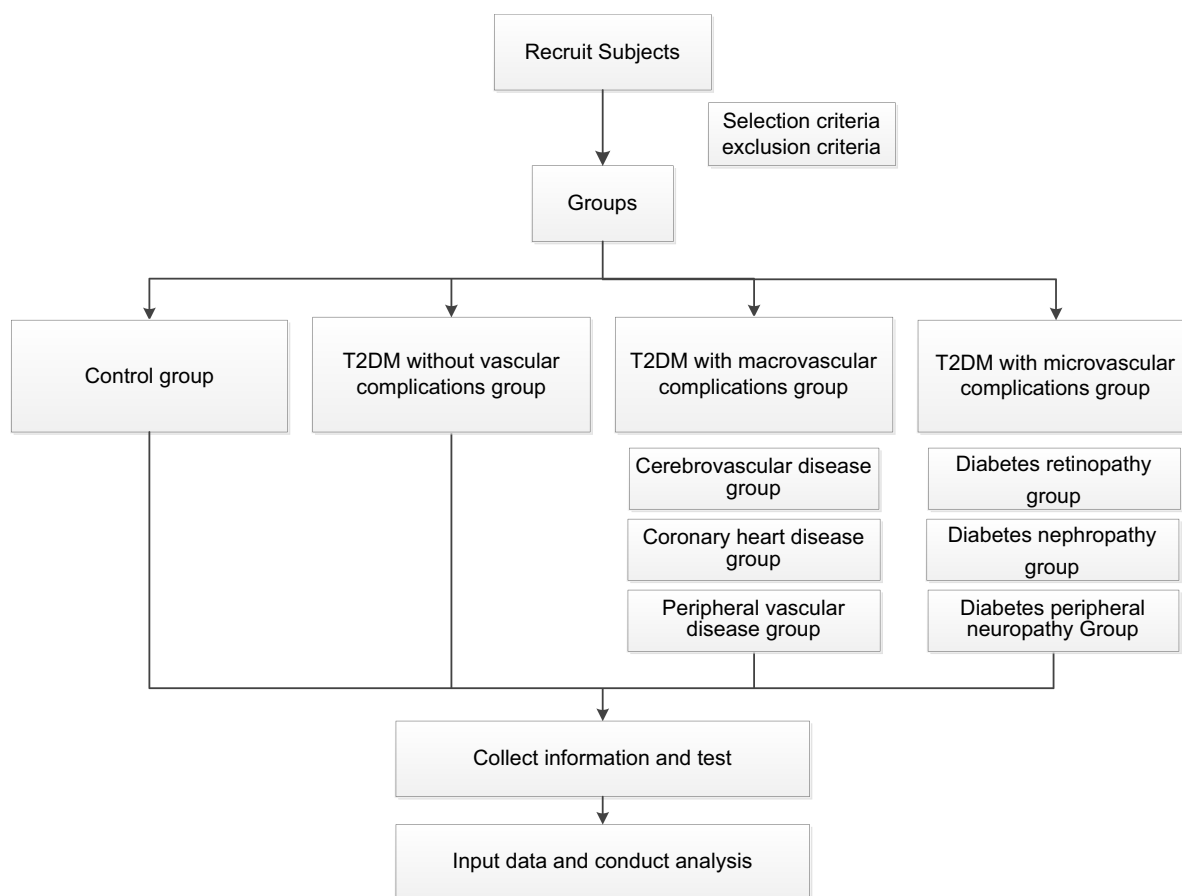 Recruit Subjects
Selection criteria
exclusion criteria
Groups
Control group
T2DM without vascular
complications group
T2DM with macrovascular
complications group
T2DM with microvascular
complications group
Cerebrovascular disease
group
Coronary heart disease
group
Peripheral vascular
disease group
Diabetes retinopathy
group
Diabetes nephropathy
group
Diabetes peripheral
neuropathy Group
Collect information and test
Input data and conduct analysis